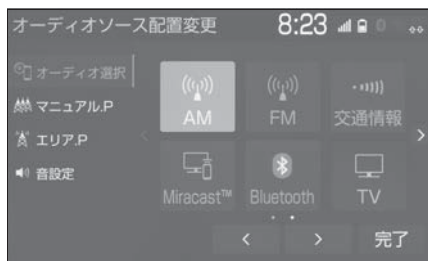 オーディオソース配置変更 8:23
オーディオ選択
マニュアル.P
エリア.P
音設定
AM
FM
交通情報
Miracast™
Bluetooth
TV
完了